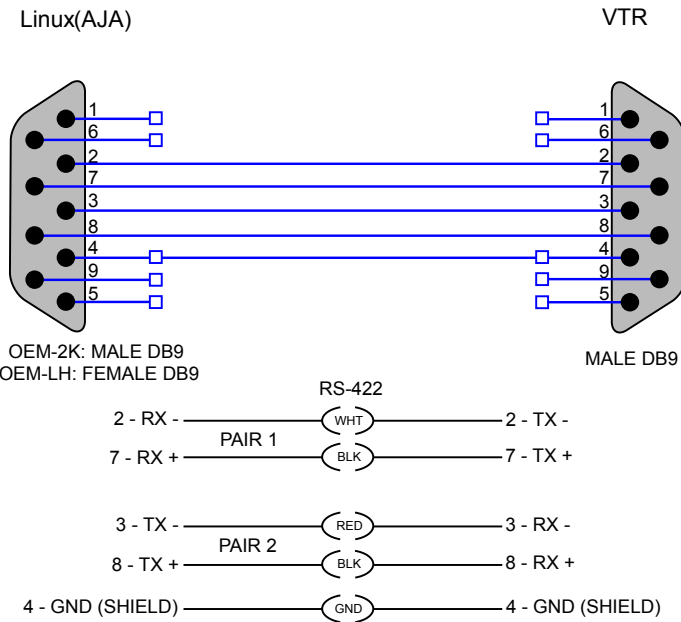 Linux(AJA) VTR
1 1
6 6
2 2
7 7
3 3
8 8
4 4
9 9
5 5
OEM-2K: MALE DB9
OEM-LH: FEMALE DB9
MALE DB9
RS-422
2 - RX - WHT 2 - TX -
PAIR 1
7 - RX + BLK 7 - TX +
3 - TX - RED 3 - RX -
PAIR 2
8 - TX + BLK 8 - RX +
4 - GND (SHIELD) GND 4 - GND (SHIELD)